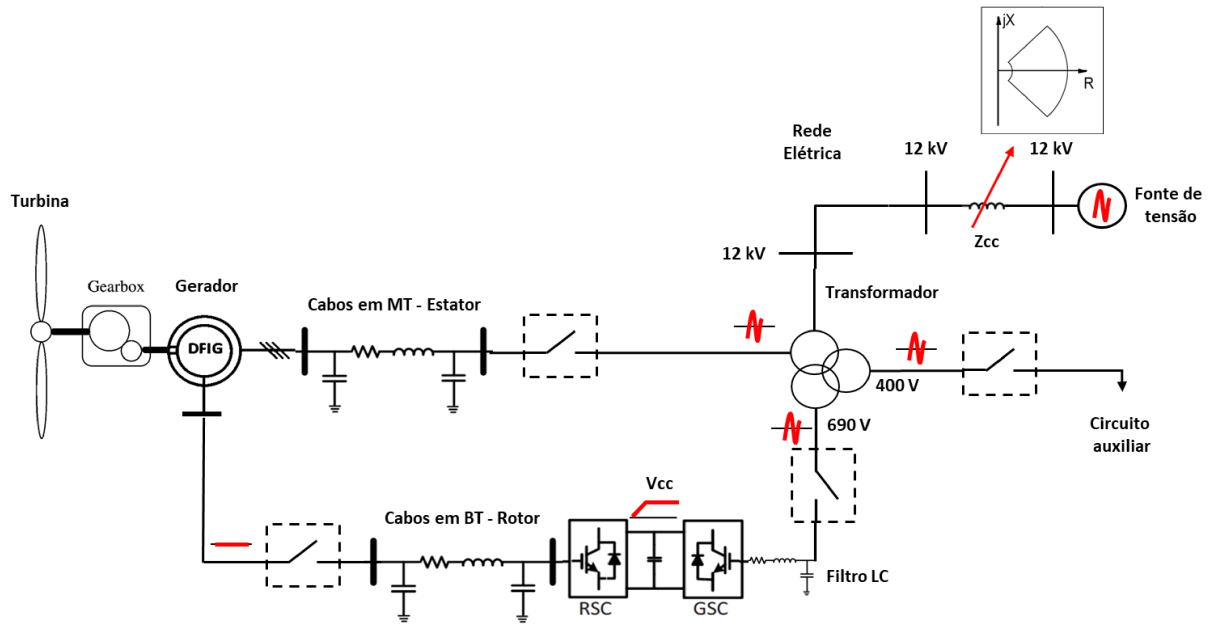 jX
R
Rede
Elétrica
12 kV
12 kV
Fonte de
tensão
Zcc
12 kV
Turbina
Gearbox
Gerador
DFIG
Cabos em MT - Estator
Transformador
400 V
Circuito
auxiliar
690 V
Vcc
Cabos em BT - Rotor
RSC
GSC
Filtro LC